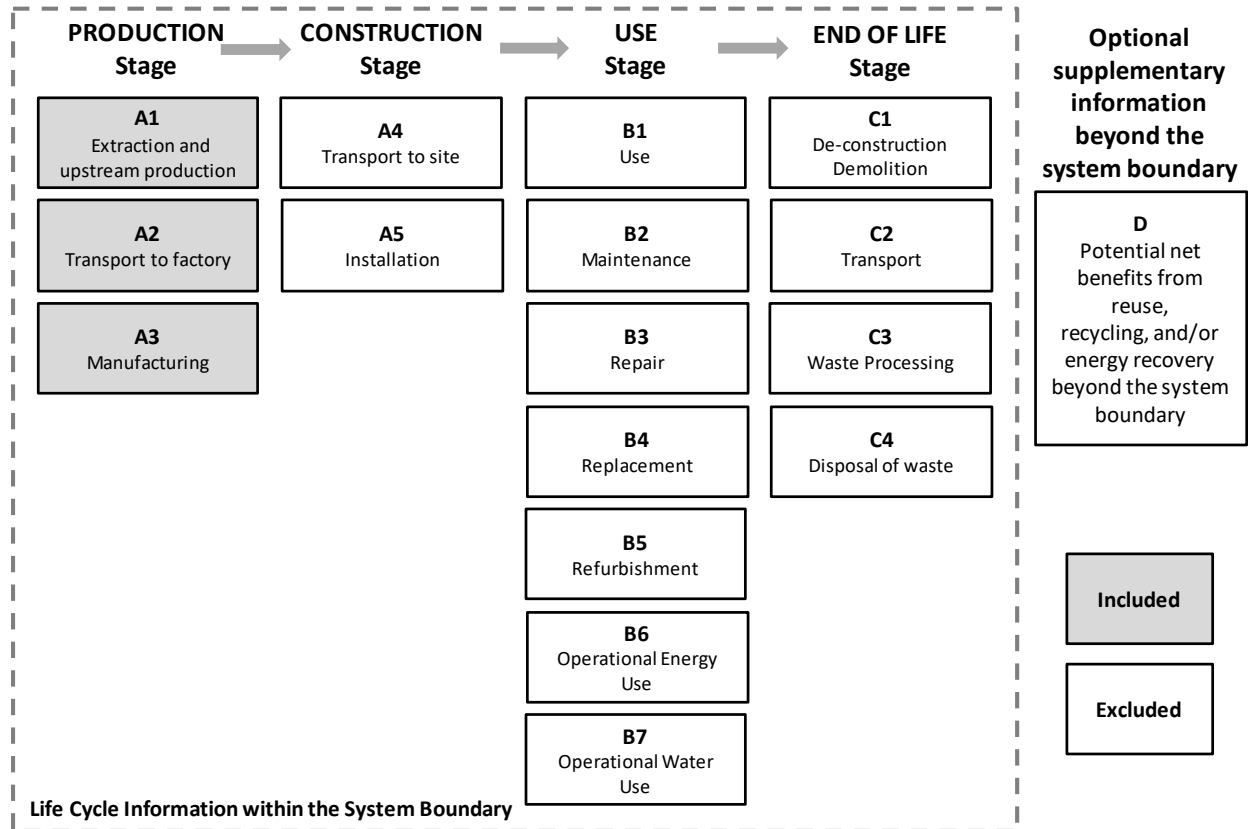 PRODUCTION
Stage
CONSTRUCTION
Stage
USE
Stage
END OF LIFE
Stage
A1
Extraction and
upstream production
A2
Transport to factory
A3
Manufacturing
A4
Transport to site
A5
Installation
B1
Use
B2
Maintenance
B3
Repair
B4
Replacement
B5
Refurbishment
B6
Operational Energy
Use
B7
Operational Water
Use
C1
De-construction
Demolition
C2
Transport
C3
Waste Processing
C4
Disposal of waste
Life Cycle Information within the System Boundary
Optional
supplementary
information
beyond the
system boundary
D
Potential net
benefits from
reuse,
recycling, and/or
energy recovery
beyond the system
boundary
Included
Excluded